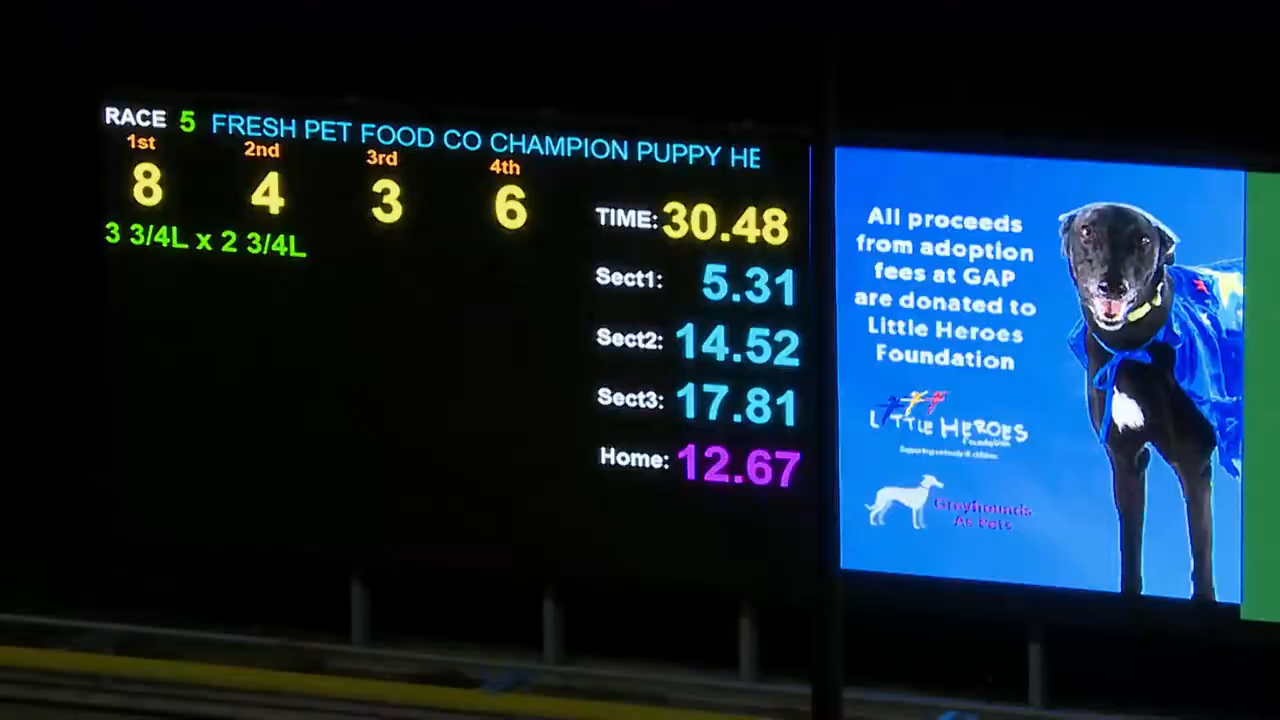 RACE 5 FRESH PET FOOD CO CHAMPION PUPPY HE
1st 2nd 3rd 4th
8 4 3 6
3 3/4L x 2 3/4L
TIME: 30.48
Sect1: 5.31
Sect2: 14.52
Sect3: 17.81
Home: 12.67
All proceeds
from adoption
fees at GAP
are donated to
Little Heroes
Foundation
LITTLE HEROES
Foundation
Greyhounds
As Pets